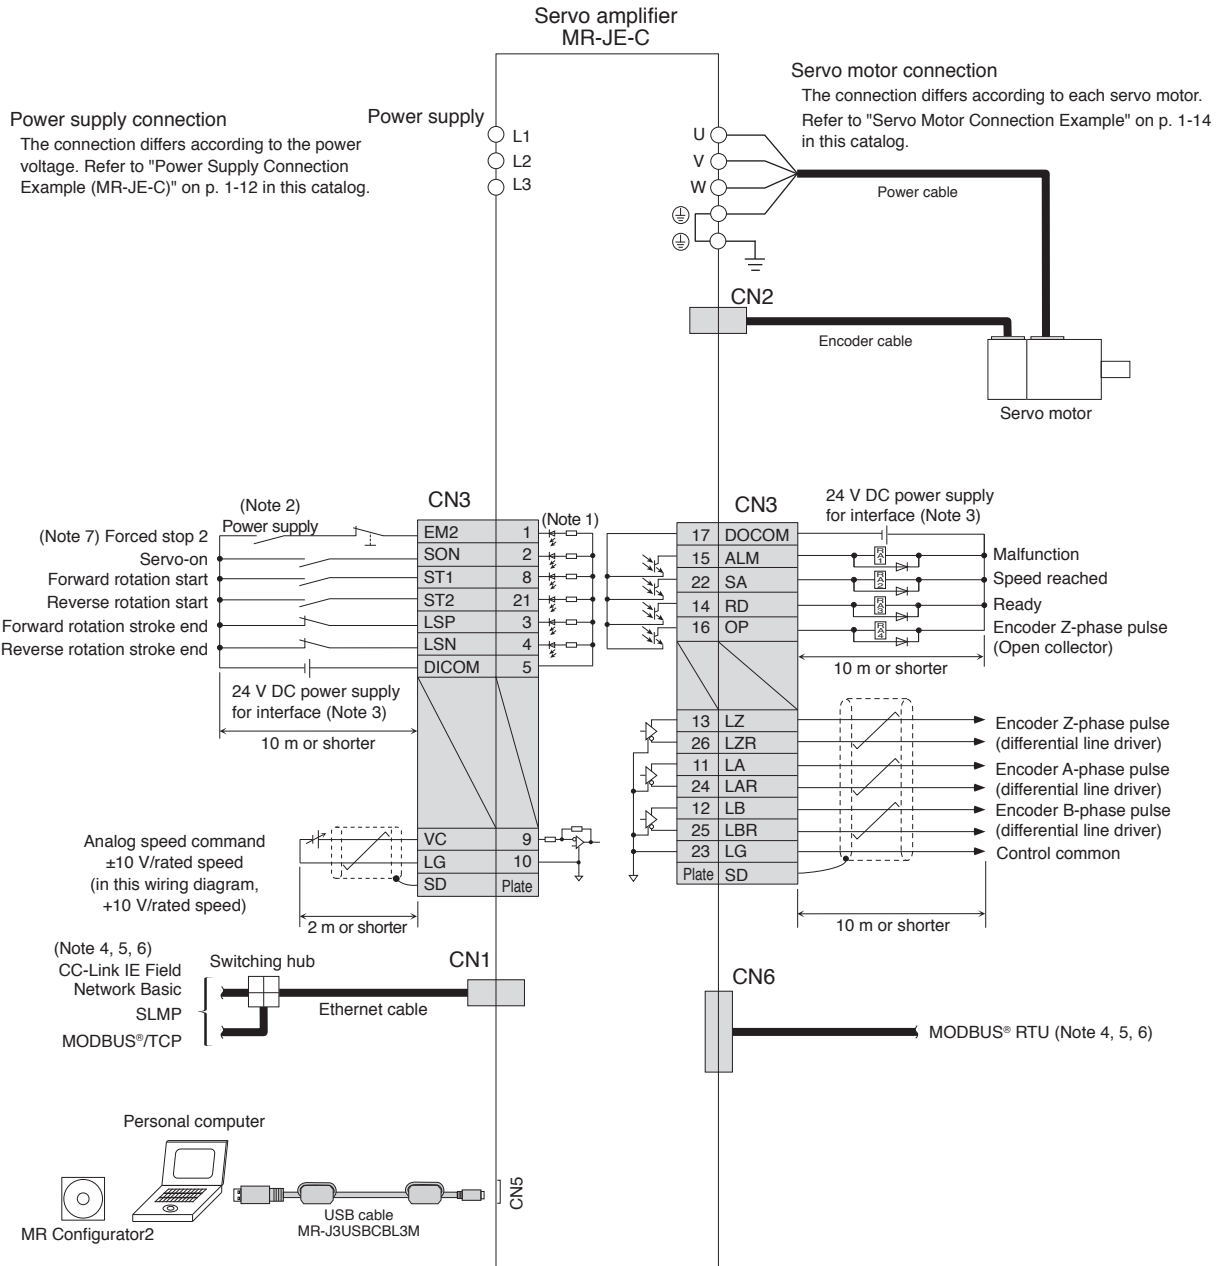 Servo amplifier
MR-JE-C
Power supply connection
The connection differs according to the power
voltage. Refer to "Power Supply Connection
Example (MR-JE-C)" on p. 1-12 in this catalog.
Power supply
L1
L2
L3
Servo motor connection
The connection differs according to each servo motor.
Refer to "Servo Motor Connection Example" on p. 1-14
in this catalog.
U
V
W
Power cable
CN2
Encoder cable
Servo motor
CN3
(Note 2)
Power supply
(Note 1)
(Note 7) Forced stop 2
EM2 1
Servo-on
SON 2
Forward rotation start
ST1 8
Reverse rotation start
ST2 21
Forward rotation stroke end
LSP 3
Reverse rotation stroke end
LSN 4
DICOM 5
24 V DC power supply
for interface (Note 3)
10 m or shorter
Analog speed command
±10 V/rated speed
(in this wiring diagram,
+10 V/rated speed)
VC 9
LG 10
SD Plate
2 m or shorter
CN3
24 V DC power supply
for interface (Note 3)
17 DOCOM
15 ALM
RA1
Malfunction
22 SA
RA2
Speed reached
14 RD
RA3
Ready
16 OP
RA4
Encoder Z-phase pulse
(Open collector)
10 m or shorter
13 LZ
26 LZR
Encoder Z-phase pulse
(differential line driver)
11 LA
24 LAR
Encoder A-phase pulse
(differential line driver)
12 LB
25 LBR
Encoder B-phase pulse
(differential line driver)
23 LG
Control common
Plate SD
10 m or shorter
(Note 4, 5, 6)
CC-Link IE Field
Network Basic
SLMP
MODBUS®/TCP
Switching hub
Ethernet cable
CN1
CN6
MODBUS® RTU (Note 4, 5, 6)
Personal computer
MR Configurator2
USB cable
MR-J3USBCBL3M
CN5